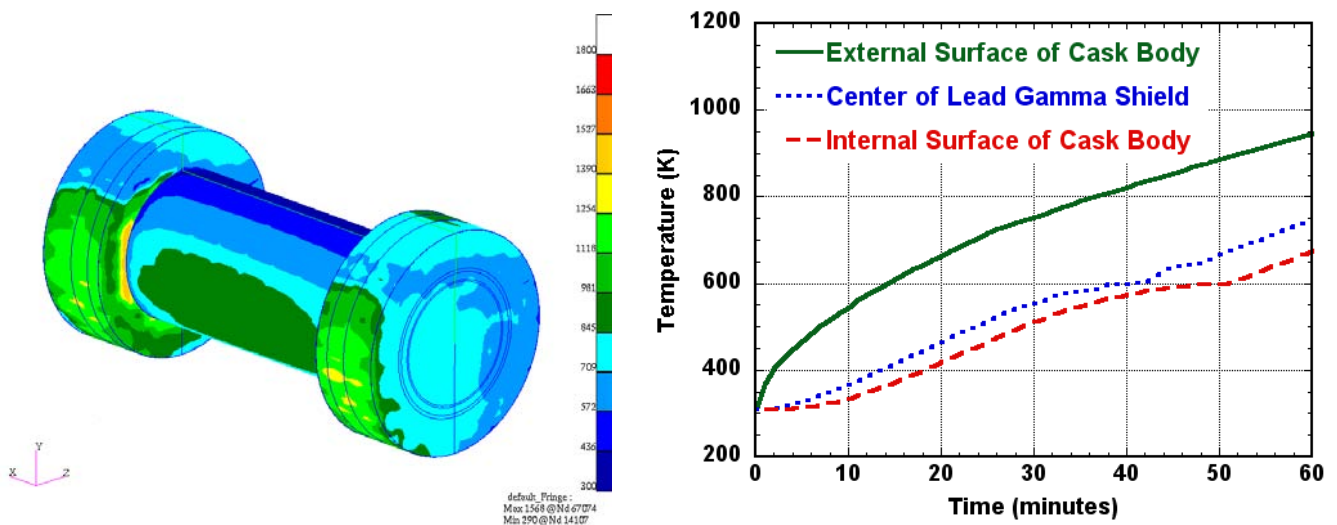 1800
1663
1527
1390
1254
1118
981
845
709
572
436
300
Y
X Z
default_Fringe :
Max 1568 @Nd 67074
Min 290 @Nd 14107
1200
1000
800
600
400
200
Temperature (K)
External Surface of Cask Body
Center of Lead Gamma Shield
Internal Surface of Cask Body
0 10 20 30 40 50 60
Time (minutes)